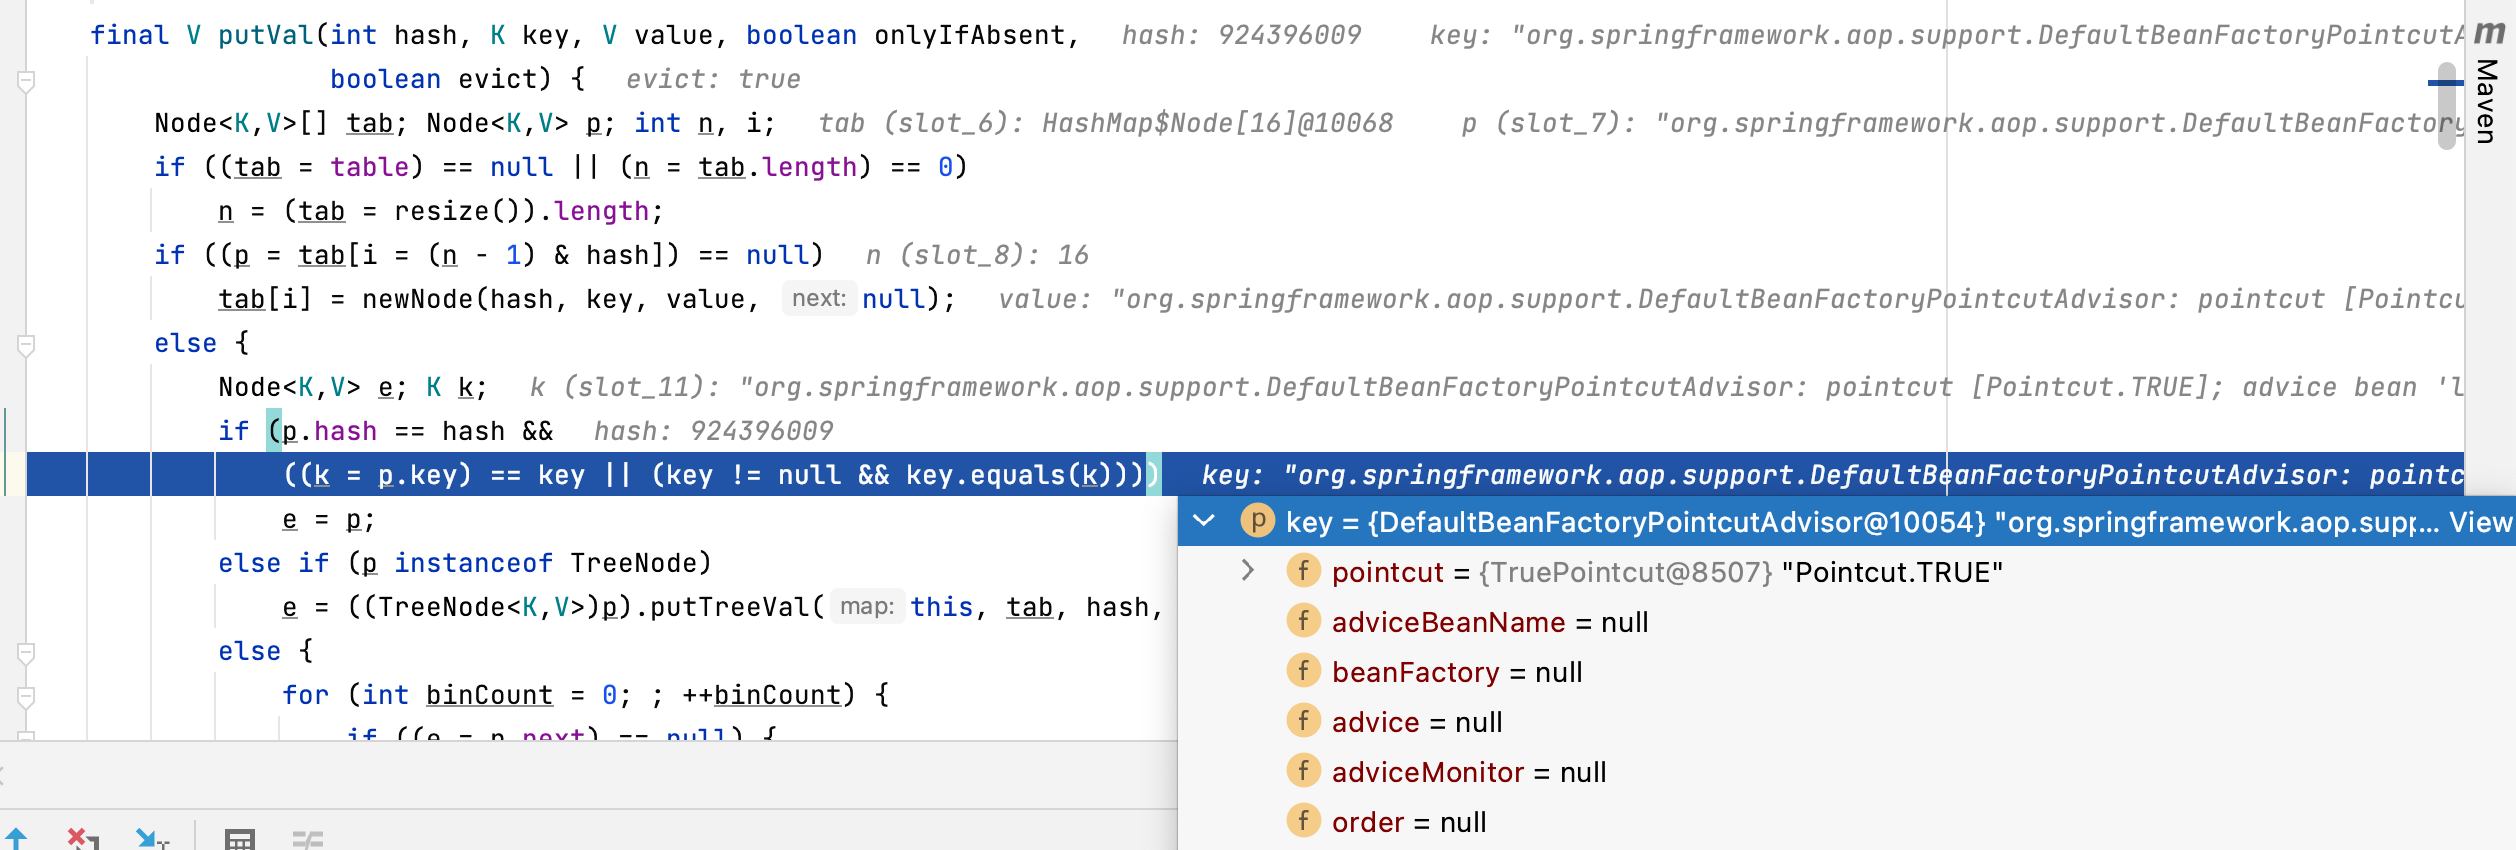 final V putVal(int hash, K key, V value, boolean onlyIfAbsent,   hash: 924396009   key: "org.springframework.aop.support.DefaultBeanFactoryPointcutA
boolean evict) {   evict: true
Node<K,V>[] tab; Node<K,V> p; int n, i;   tab (slot_6): HashMap$Node[16]@10068   p (slot_7): "org.springframework.aop.support.DefaultBeanFactory
if ((tab = table) == null || (n = tab.length) == 0)
n = (tab = resize()).length;
if ((p = tab[i = (n - 1) & hash]) == null)   n (slot_8): 16
tab[i] = newNode(hash, key, value, next: null);   value: "org.springframework.aop.support.DefaultBeanFactoryPointcutAdvisor: pointcut [Pointcu
else {
Node<K,V> e; K k;   k (slot_11): "org.springframework.aop.support.DefaultBeanFactoryPointcutAdvisor: pointcut [Pointcut.TRUE]; advice bean 'l
if (p.hash == hash &&   hash: 924396009
((k = p.key) == key || (key != null && key.equals(k))))   key: "org.springframework.aop.support.DefaultBeanFactoryPointcutAdvisor: pointc
key = {DefaultBeanFactoryPointcutAdvisor@10054} "org.springframework.aop.supp... View
e = p;
pointcut = {TruePointcut@8507} "Pointcut.TRUE"
else if (p instanceof TreeNode)
e = ((TreeNode<K,V>)p).putTreeVal( map: this, tab, hash,
adviceBeanName = null
else {
beanFactory = null
for (int binCount = 0; ; ++binCount) {
advice = null
if ((e = p.next) == null) {
adviceMonitor = null
order = null
m Maven